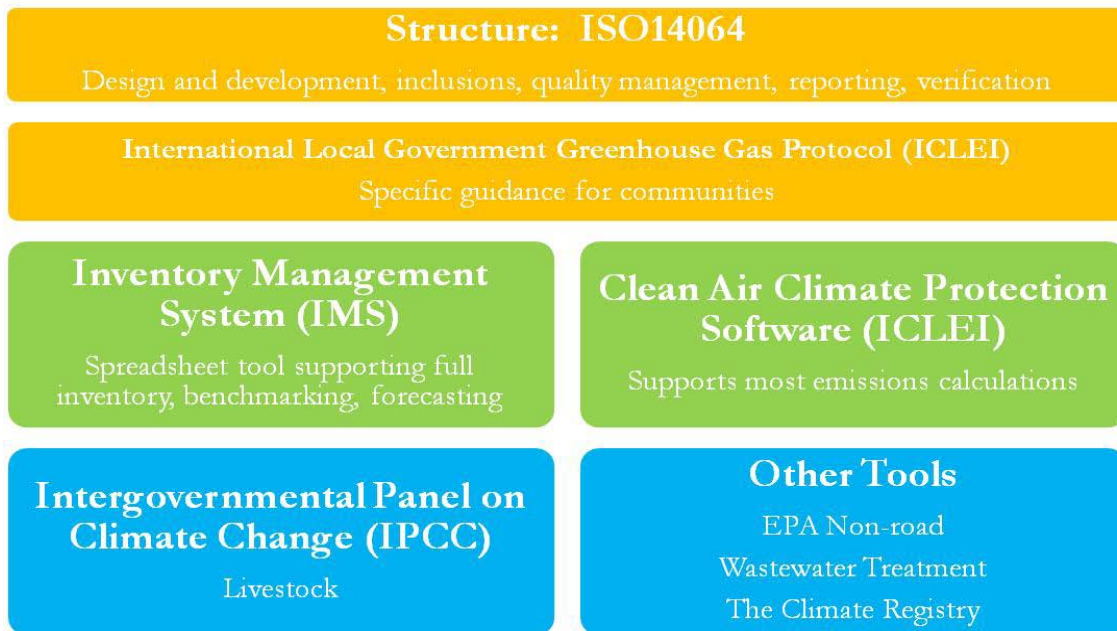 Structure:  ISO14064
Design and development, inclusions, quality management, reporting, verification
International Local Government Greenhouse Gas Protocol (ICLEI)
Specific guidance for communities
Inventory Management
System (IMS)
Spreadsheet tool supporting full
inventory, benchmarking, forecasting
Clean Air Climate Protection
Software (ICLEI)
Supports most emissions calculations
Intergovernmental Panel on
Climate Change (IPCC)
Livestock
Other Tools
EPA Non-road
Wastewater Treatment
The Climate Registry